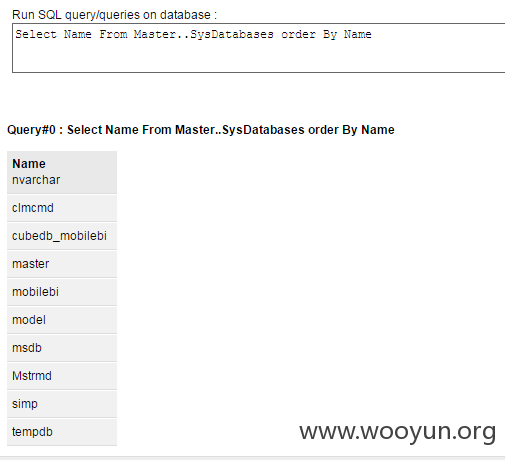 Run SQL query/queries on database :
Select Name From Master..SysDatabases order By Name
Query#0 : Select Name From Master..SysDatabases order By Name
Name
nvarchar
clmcmd
cubedb_mobilebi
master
mobilebi
model
msdb
Mstrmd
simp
tempdb
www.wooyun.org